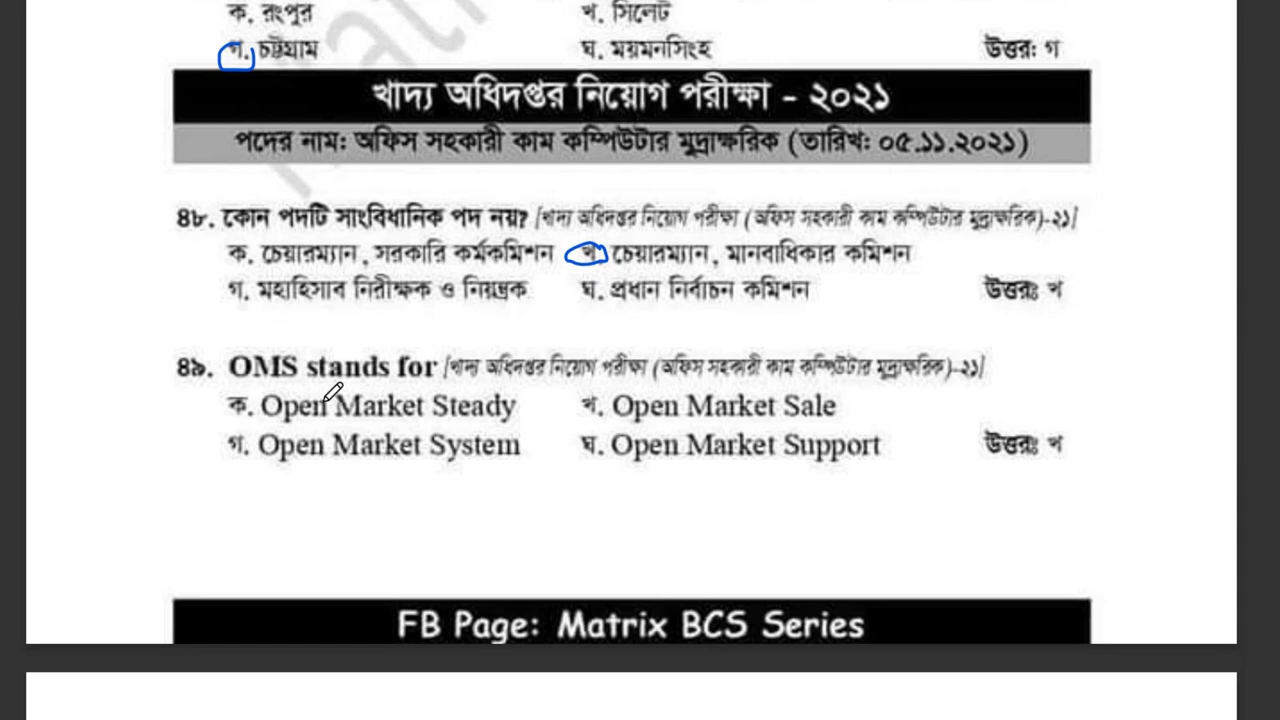 ক. রংপুর খ. সিলেট
গ. চট্টগ্রাম ঘ. ময়মনসিংহ উত্তর: গ
খাদ্য অধিদপ্তর নিয়োগ পরীক্ষা - ২০২১
পদের নাম: অফিস সহকারী কাম কম্পিউটার মুদ্রাক্ষরিক (তারিখ: ০৫.১১.২০২১)
৪৮. কোন পদটি সাংবিধানিক পদ নয়? [খাদ্য অধিদপ্তর নিয়োগ পরীক্ষা (অফিস সহকারী কাম কম্পিউটার মুদ্রাক্ষরিক)-২১]
ক. চেয়ারম্যান, সরকারি কর্মকমিশন খ. চেয়ারম্যান, মানবাধিকার কমিশন
গ. মহাহিসাব নিরীক্ষক ও নিয়ন্ত্রক ঘ. প্রধান নির্বাচন কমিশন উত্তরঃ খ
৪৯. OMS stands for [খাদ্য অধিদপ্তর নিয়োগ পরীক্ষা (অফিস সহকারী কাম কম্পিউটার মুদ্রাক্ষরিক)-২১]
ক. Open Market Steady খ. Open Market Sale
গ. Open Market System ঘ. Open Market Support উত্তরঃ খ
FB Page: Matrix BCS Series